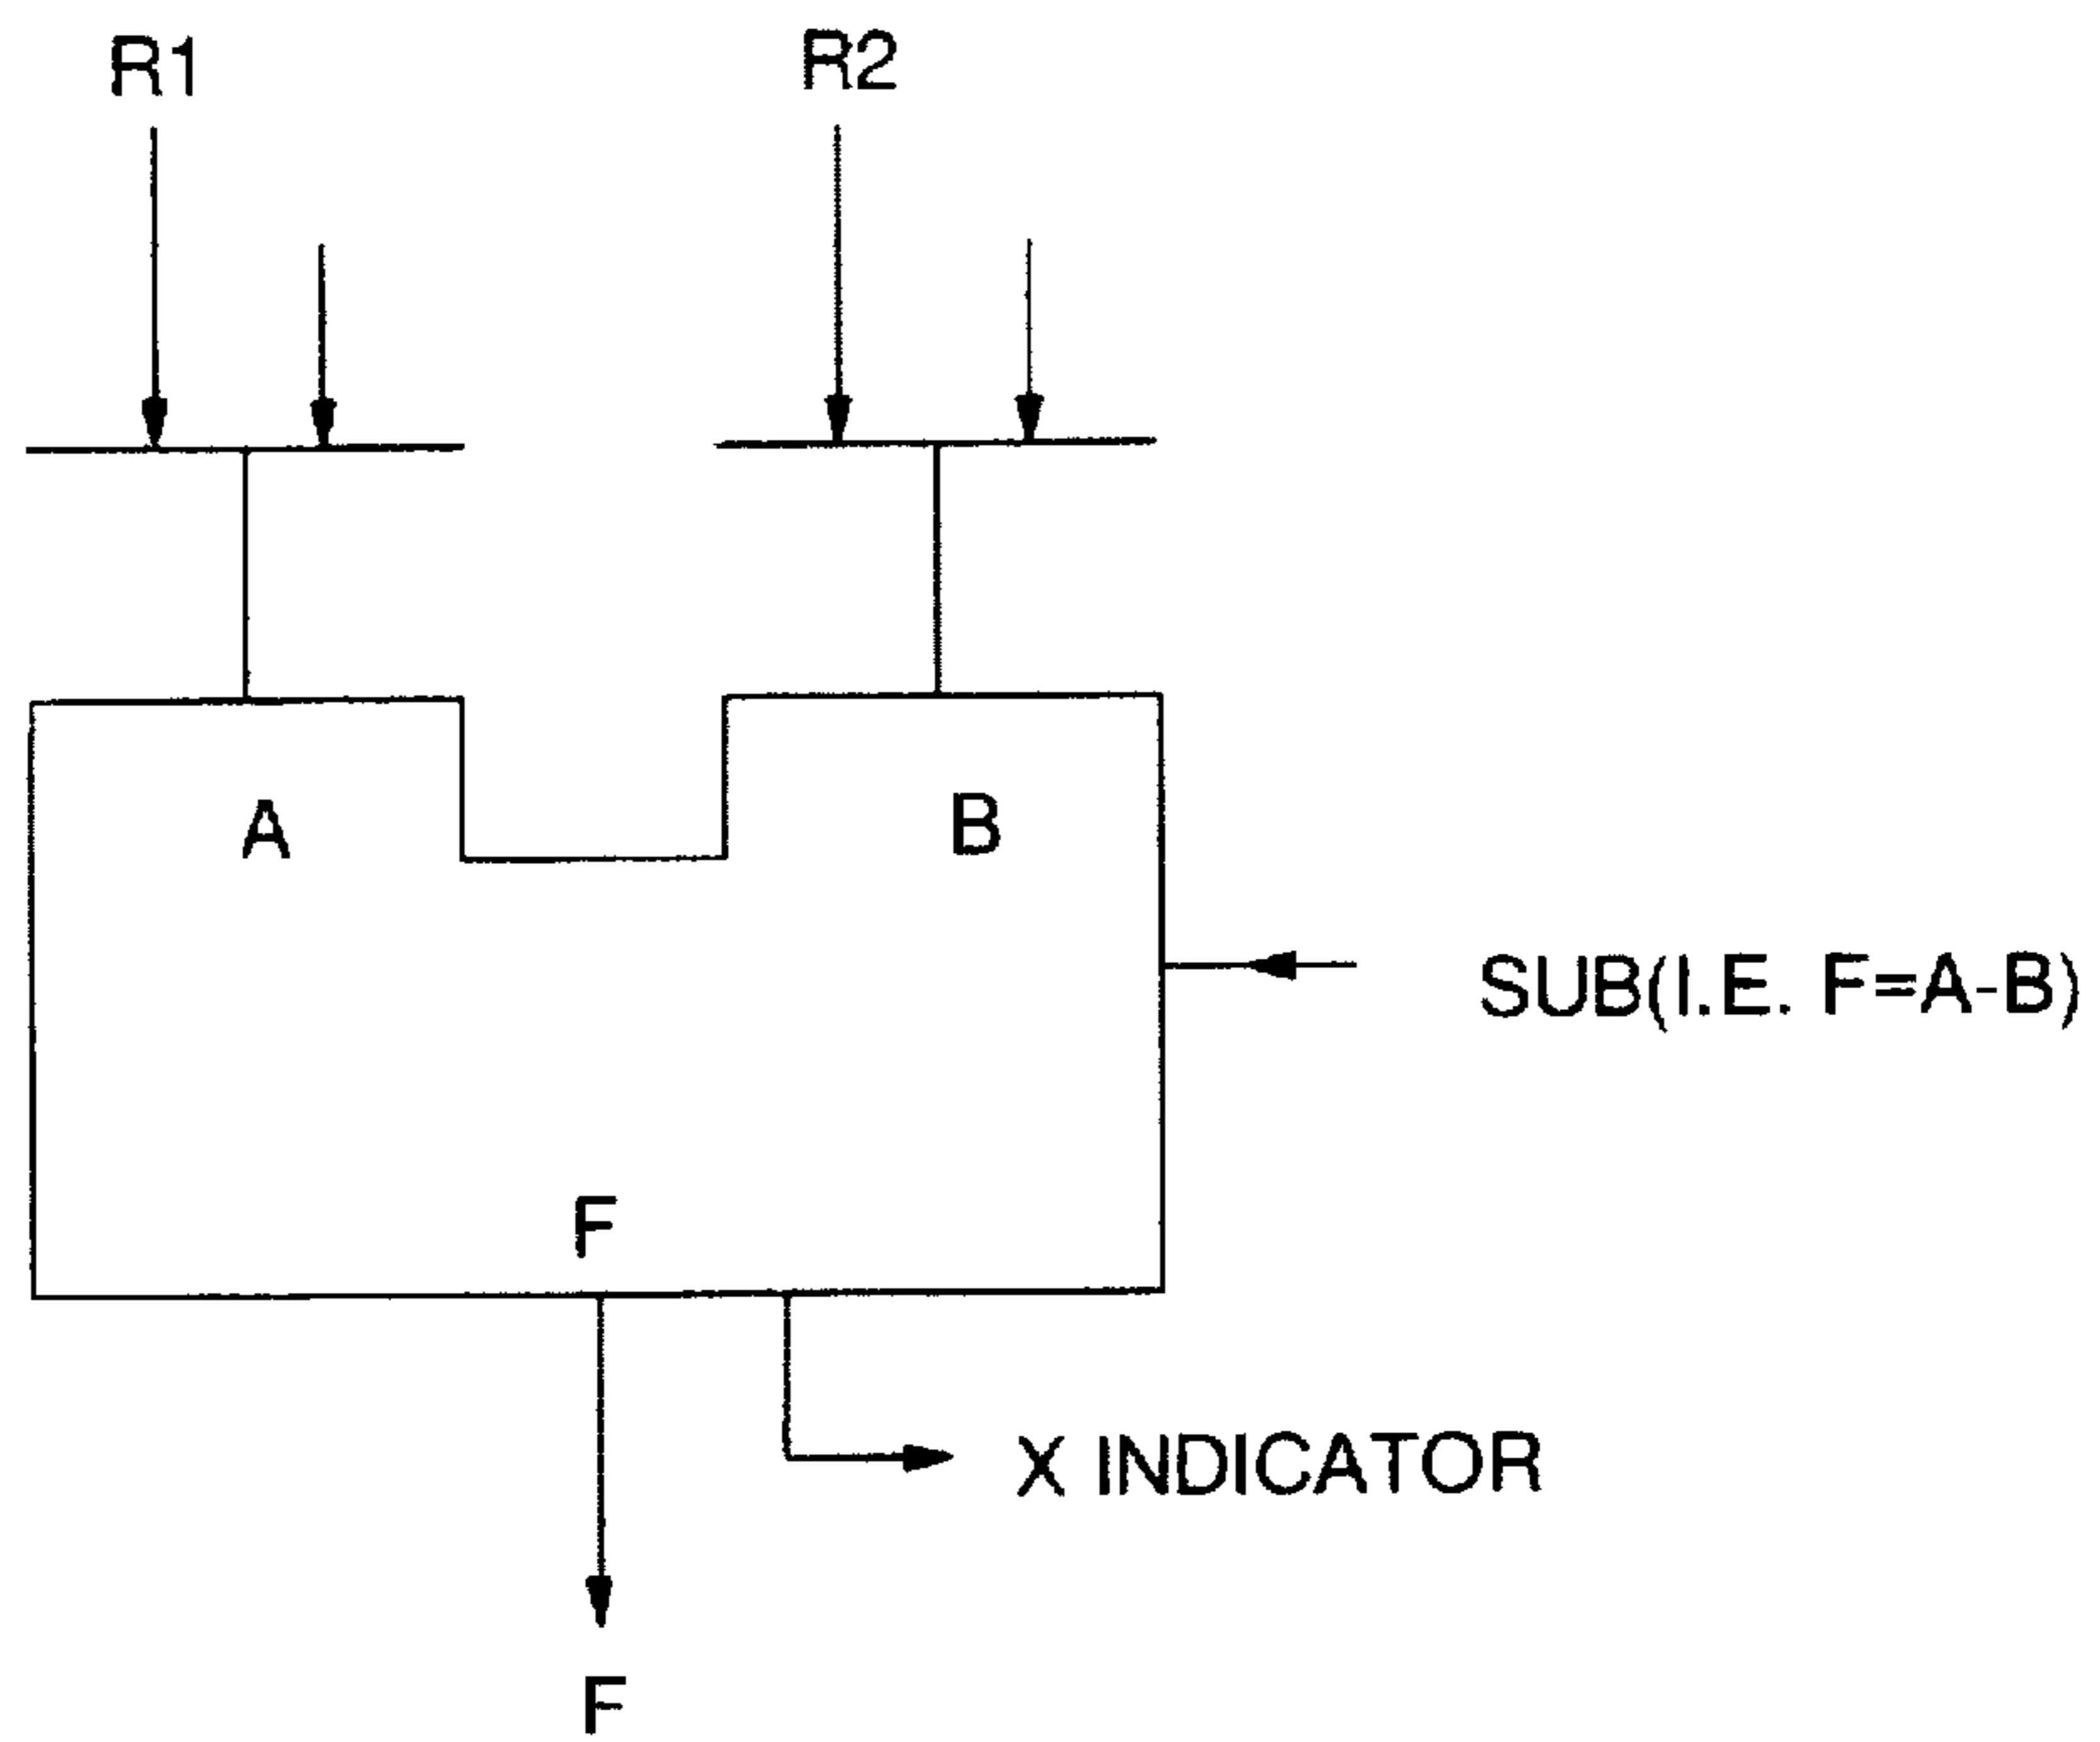 R1
R2
A
B
SUB(I.E. F=A-B)
F
X INDICATOR
F